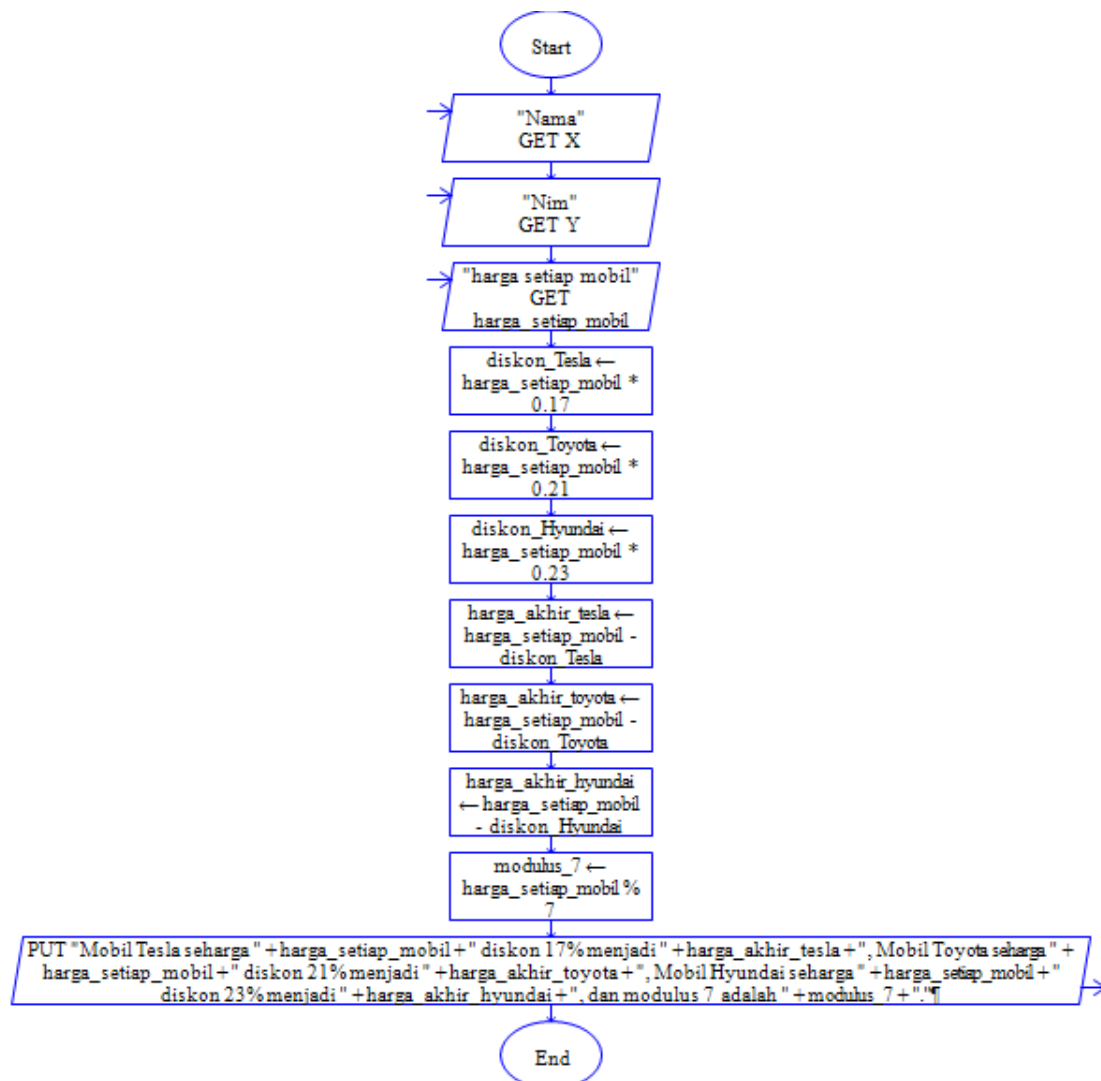 Start
"Nama"
GET X
"Nim"
GET Y
"harga setiap mobil"
GET
harga_setiap_mobil
diskon_Tesla ←
harga_setiap_mobil *
0.17
diskon_Toyota ←
harga_setiap_mobil *
0.21
diskon_Hyundai ←
harga_setiap_mobil *
0.23
harga_akhir_tesla ←
harga_setiap_mobil -
diskon_Tesla
harga_akhir_toyota ←
harga_setiap_mobil -
diskon_Toyota
harga_akhir_hyundai
← harga_setiap_mobil
- diskon_Hyundai
modulus_7 ←
harga_setiap_mobil %
7
PUT "Mobil Tesla seharga " + harga_setiap_mobil + " diskon 17% menjadi " + harga_akhir_tesla + ", Mobil Toyota seharga " +
harga_setiap_mobil + " diskon 21% menjadi " + harga_akhir_toyota + ", Mobil Hyundai seharga " + harga_setiap_mobil + "
diskon 23% menjadi " + harga_akhir_hyundai + ", dan modulus 7 adalah " + modulus_7 + "."¶
End